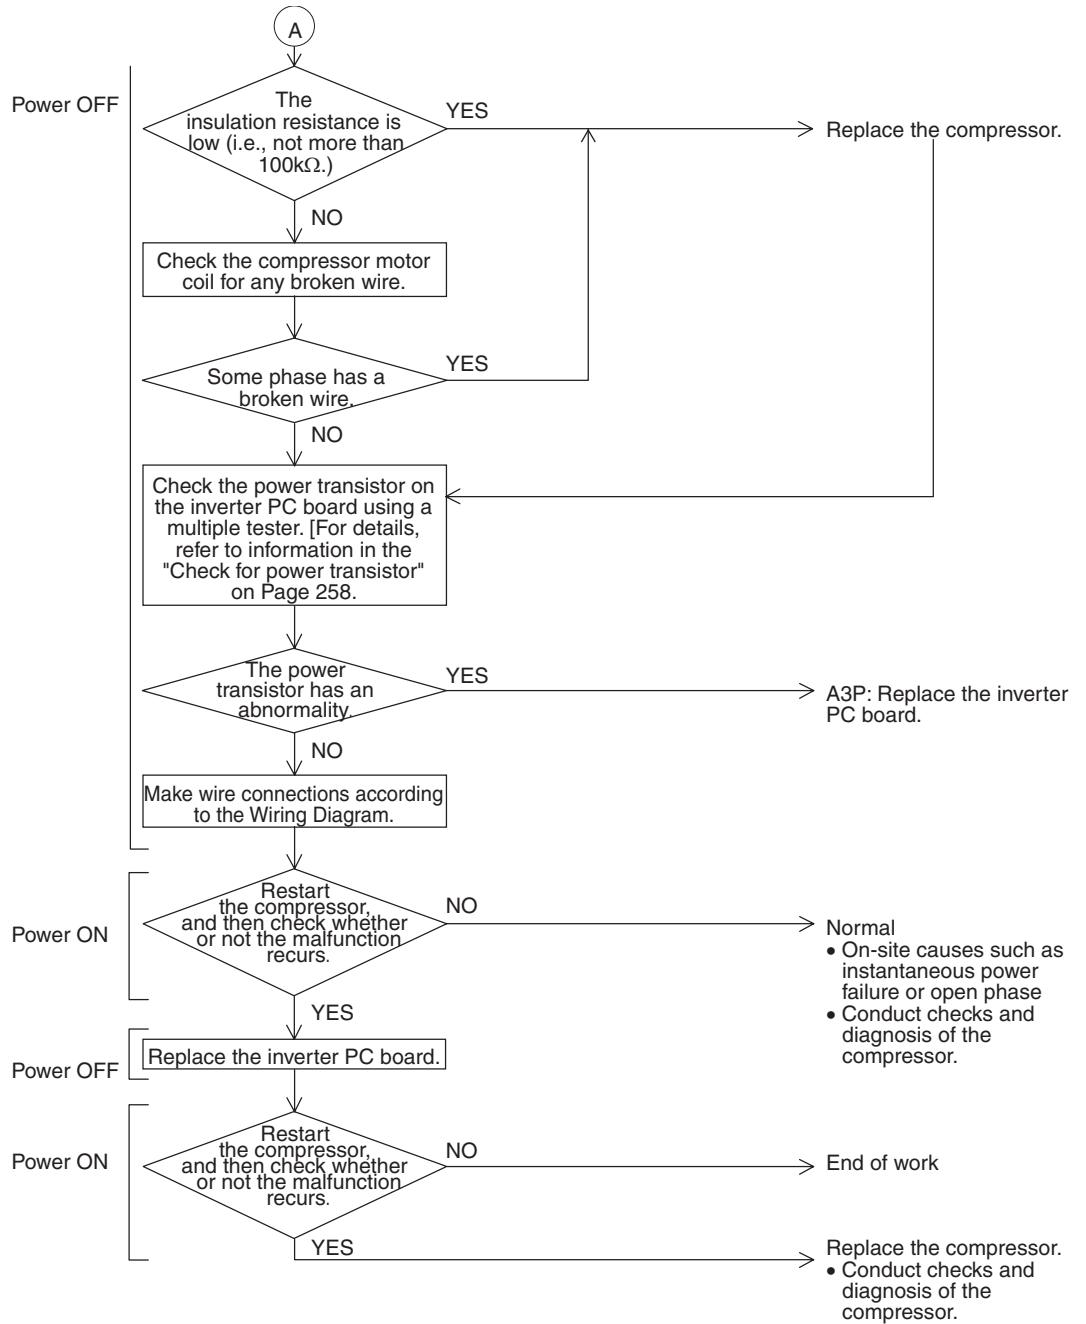 A
Power OFF
The
insulation resistance is
low (i.e., not more than
100kΩ.)
YES
Replace the compressor.
NO
Check the compressor motor
coil for any broken wire.
YES
Some phase has a
broken wire.
NO
Check the power transistor on
the inverter PC board using a
multiple tester. [For details,
refer to information in the
"Check for power transistor"
on Page 258.
The power
transistor has an
abnormality.
YES
A3P: Replace the inverter
PC board.
NO
Make wire connections according
to the Wiring Diagram.
Power ON
Restart
the compressor,
and then check whether
or not the malfunction
recurs.
NO
Normal
• On-site causes such as
instantaneous power
failure or open phase
• Conduct checks and
diagnosis of the
compressor.
YES
Power OFF
Replace the inverter PC board.
Power ON
Restart
the compressor,
and then check whether
or not the malfunction
recurs.
NO
End of work
YES
Replace the compressor.
• Conduct checks and
diagnosis of the
compressor.